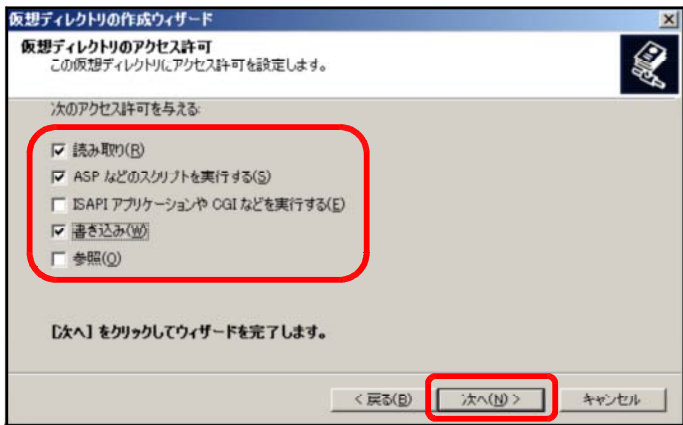 仮想ディレクトリの作成ウィザード
仮想ディレクトリのアクセス許可
この仮想ディレクトリにアクセス許可を設定します。
次のアクセス許可を与える:
読み取り(R)
ASP などのスクリプトを実行する(S)
ISAPI アプリケーションや CGI などを実行する(E)
書き込み(W)
参照(O)
[次へ] をクリックしてウィザードを完了します。
< 戻る(B) 次へ(N) > キャンセル